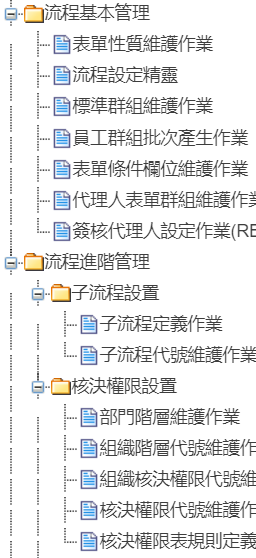 流程基本管理
表單性質維護作業
流程設定精靈
標準群組維護作業
員工群組批次產生作業
表單條件欄位維護作業
代理人表單群組維護作
簽核代理人設定作業(RE
流程進階管理
子流程設置
子流程定義作業
子流程代號維護作業
核決權限設置
部門階層維護作業
組織階層代號維護作
組織核決權限代號維
核決權限代號維護作
核決權限表規則定義